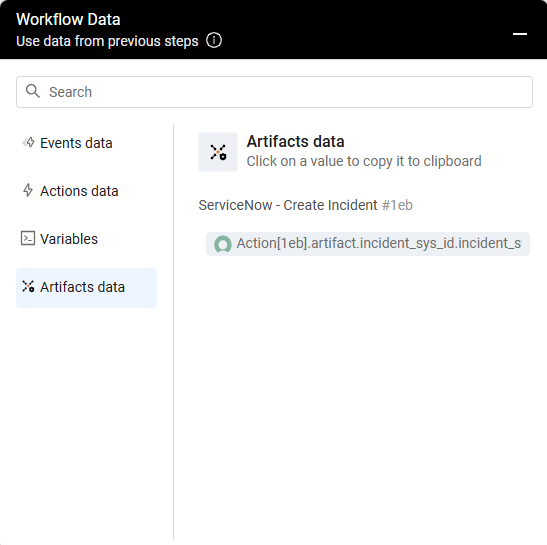 Workflow Data
Use data from previous steps
Search
Events data
Actions data
Variables
Artifacts data
Artifacts data
Click on a value to copy it to clipboard
ServiceNow - Create Incident #1eb
Action[1eb].artifact.incident_sys_id.incident_s